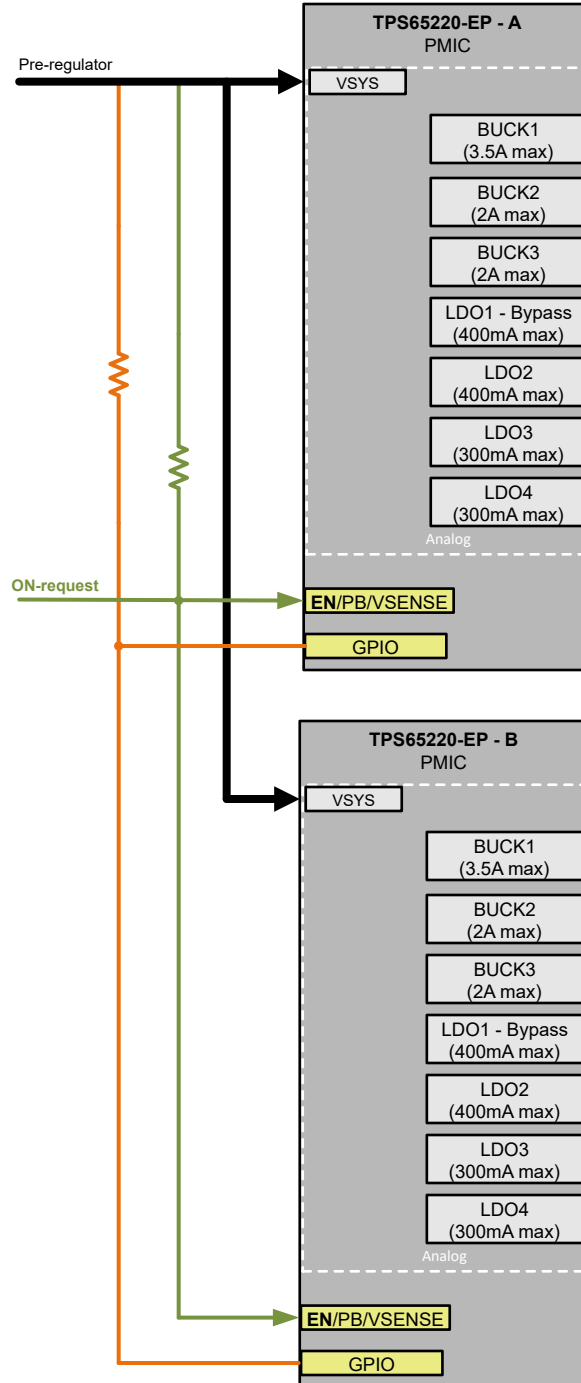 TPS65220-EP - A
PMIC
Pre-regulator
VSYS
BUCK1
(3.5A max)
BUCK2
(2A max)
BUCK3
(2A max)
LDO1 - Bypass
(400mA max)
LDO2
(400mA max)
LDO3
(300mA max)
LDO4
(300mA max)
Analog
ON-request
EN/PB/VSENSE
GPIO
TPS65220-EP - B
PMIC
VSYS
BUCK1
(3.5A max)
BUCK2
(2A max)
BUCK3
(2A max)
LDO1 - Bypass
(400mA max)
LDO2
(400mA max)
LDO3
(300mA max)
LDO4
(300mA max)
Analog
EN/PB/VSENSE
GPIO